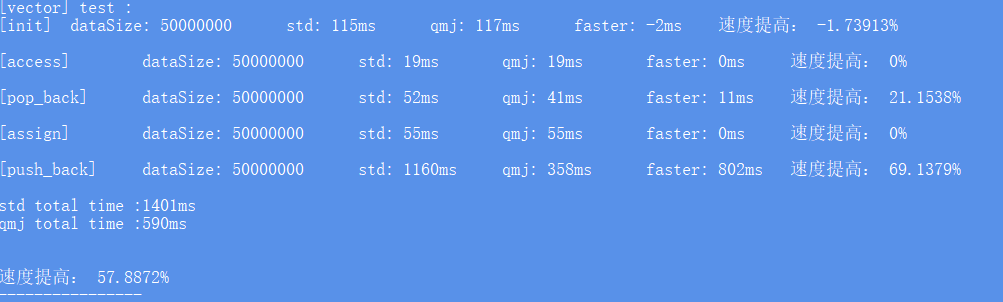 [vector] test :
[init] dataSize: 50000000 std: 115ms qmj: 117ms faster: -2ms 速度提高: -1.73913%
[access] dataSize: 50000000 std: 19ms qmj: 19ms faster: 0ms 速度提高: 0%
[pop_back] dataSize: 50000000 std: 52ms qmj: 41ms faster: 11ms 速度提高: 21.1538%
[assign] dataSize: 50000000 std: 55ms qmj: 55ms faster: 0ms 速度提高: 0%
[push_back] dataSize: 50000000 std: 1160ms qmj: 358ms faster: 802ms 速度提高: 69.1379%
std total time :1401ms
qmj total time :590ms
速度提高: 57.8872%
----------------